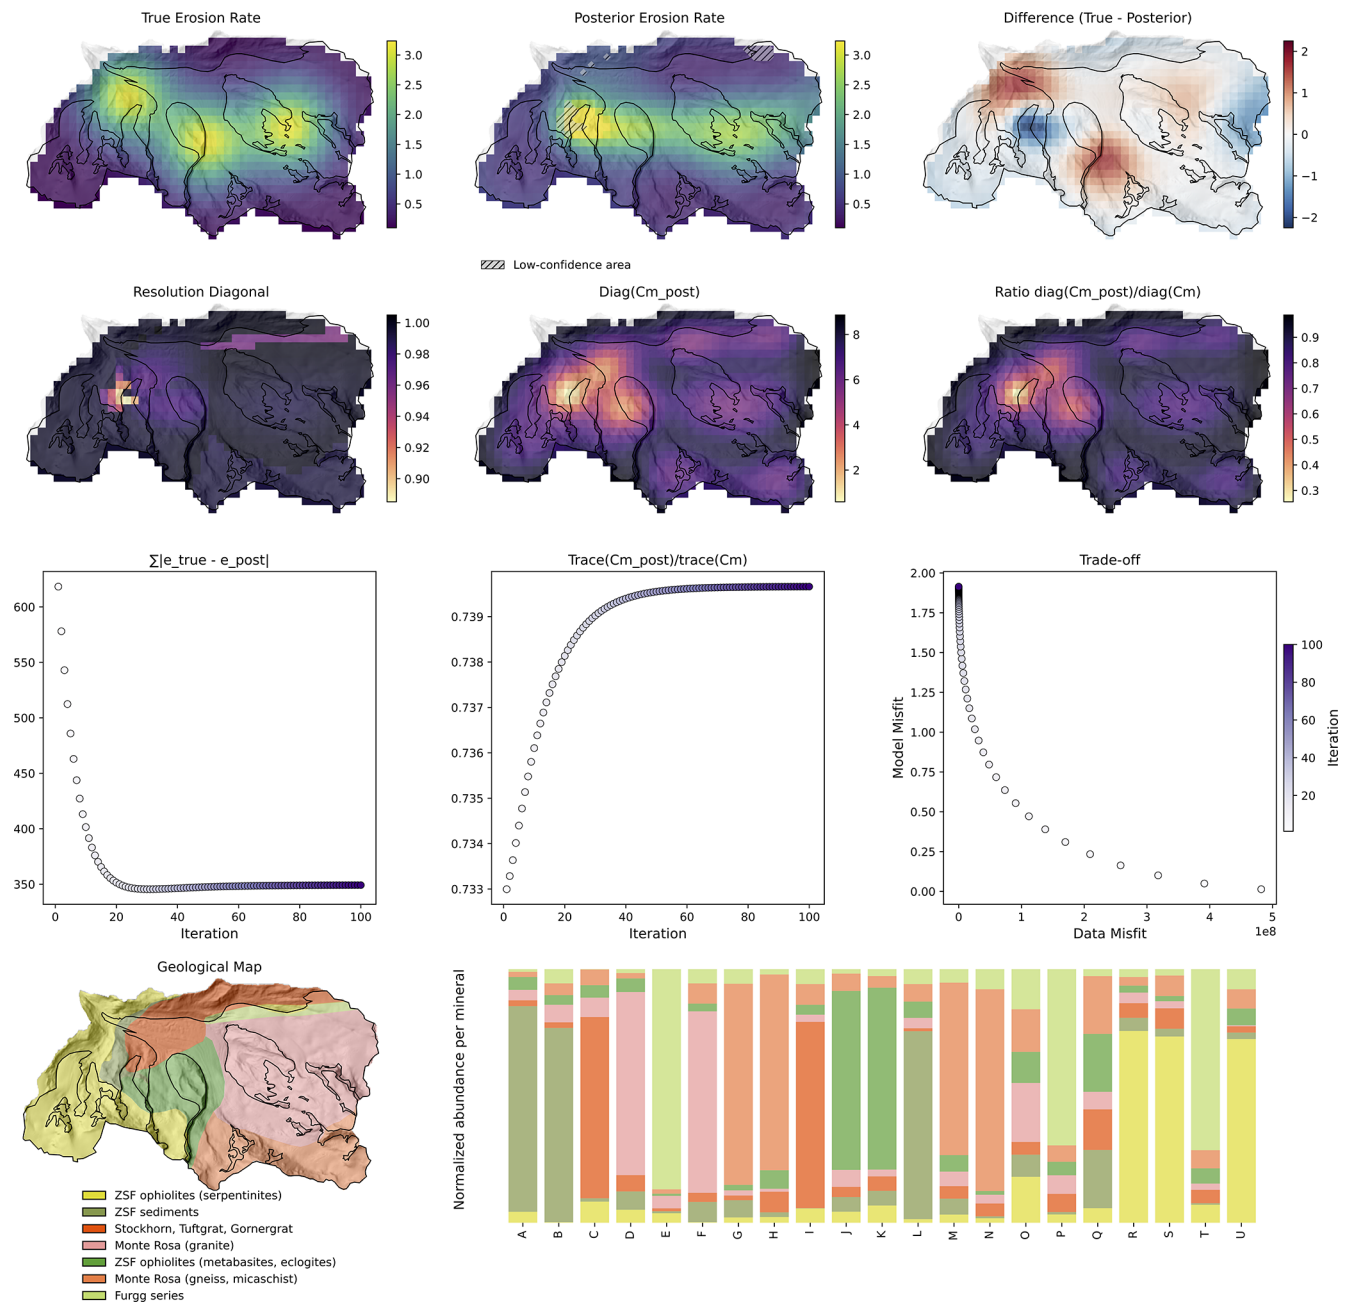 True Erosion Rate
Posterior Erosion Rate
Difference (True - Posterior)
3.0
2.5
2.0
1.5
1.0
0.5
3.0
2.5
2.0
1.5
1.0
0.5
2
1
0
−1
−2
Low-confidence area
Resolution Diagonal
Diag(Cm_post)
Ratio diag(Cm_post)/diag(Cm)
1.00
0.98
0.96
0.94
0.92
0.90
8
6
4
2
0.9
0.8
0.7
0.6
0.5
0.4
0.3
∑|e_true - e_post|
600
550
500
450
400
350
0 20 40 60 80 100
Iteration
Trace(Cm_post)/trace(Cm)
0.739
0.738
0.737
0.736
0.735
0.734
0.733
0 20 40 60 80 100
Iteration
Trade-off
Model Misfit
2.00
1.75
1.50
1.25
1.00
0.75
0.50
0.25
0.00
0 1 2 3 4 5
1e8
Data Misfit
100
80
60
40
20
Iteration
Geological Map
ZSF ophiolites (serpentinites)
ZSF sediments
Stockhorn, Tuftgrat, Gornergrat
Monte Rosa (granite)
ZSF ophiolites (metabasites, eclogites)
Monte Rosa (gneiss, micaschist)
Furgg series
Normalized abundance per mineral
A B C D E F G H I J K L M N O P Q R S T U